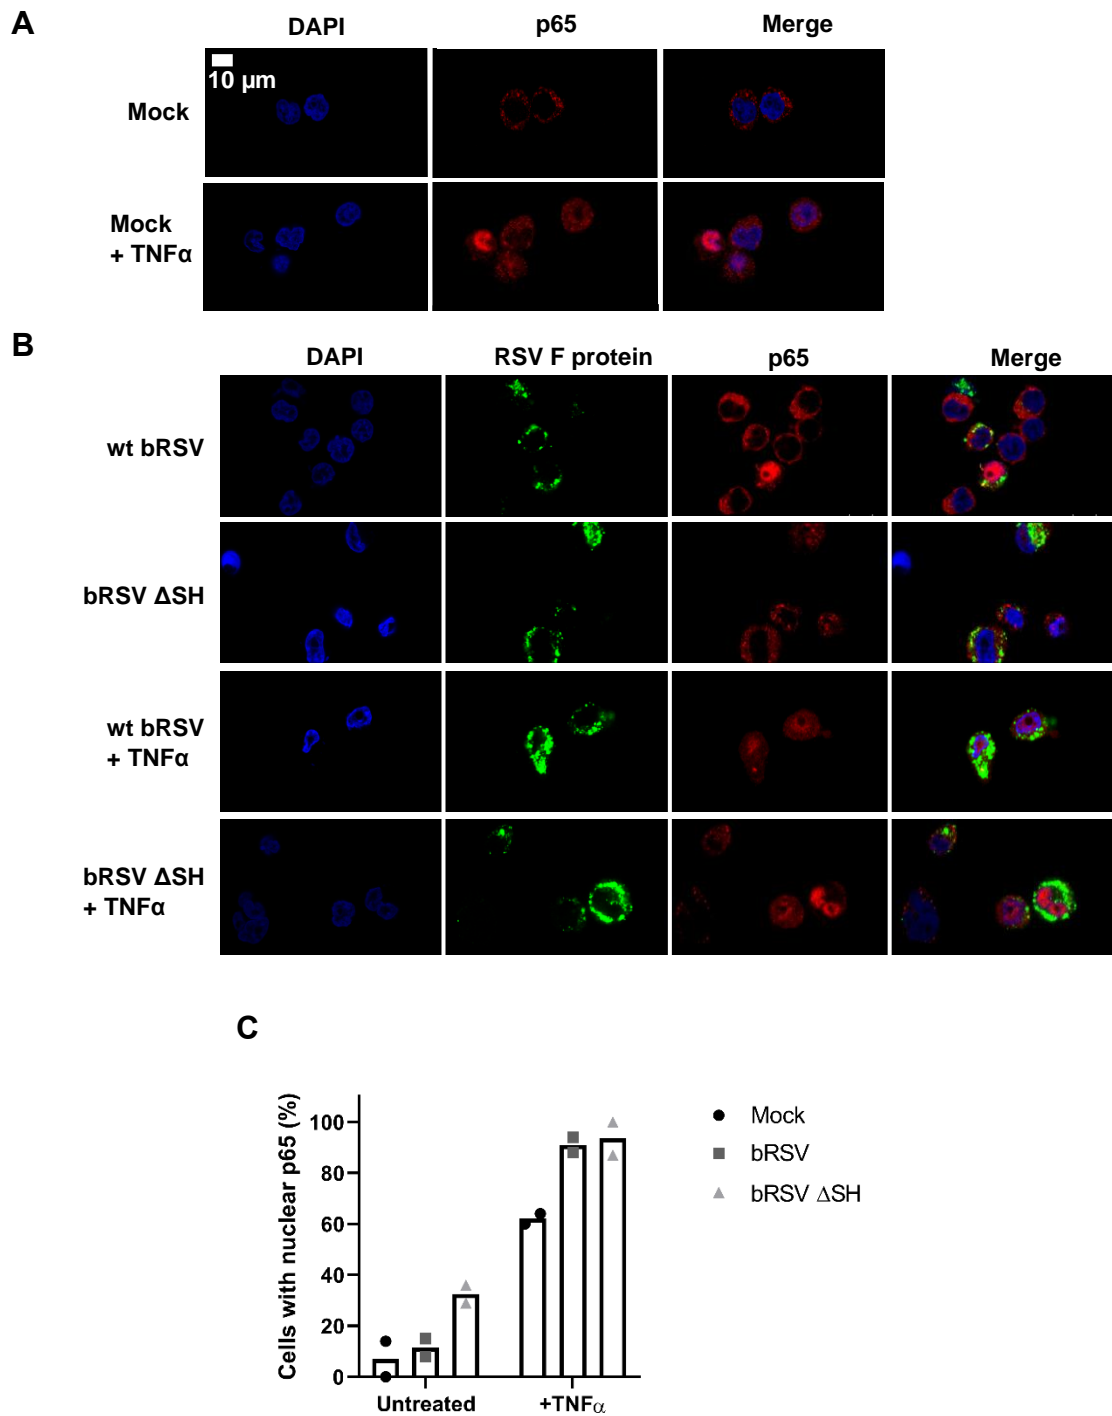 A
DAPI
p65
Merge
10 µm
Mock
Mock
+ TNFα
B
DAPI
RSV F protein
p65
Merge
wt bRSV
bRSV ΔSH
wt bRSV
+ TNFα
bRSV ΔSH
+ TNFα
C
Cells with nuclear p65 (%)
100
80
60
40
20
0
Untreated
+TNFα
Mock
bRSV
bRSV ΔSH